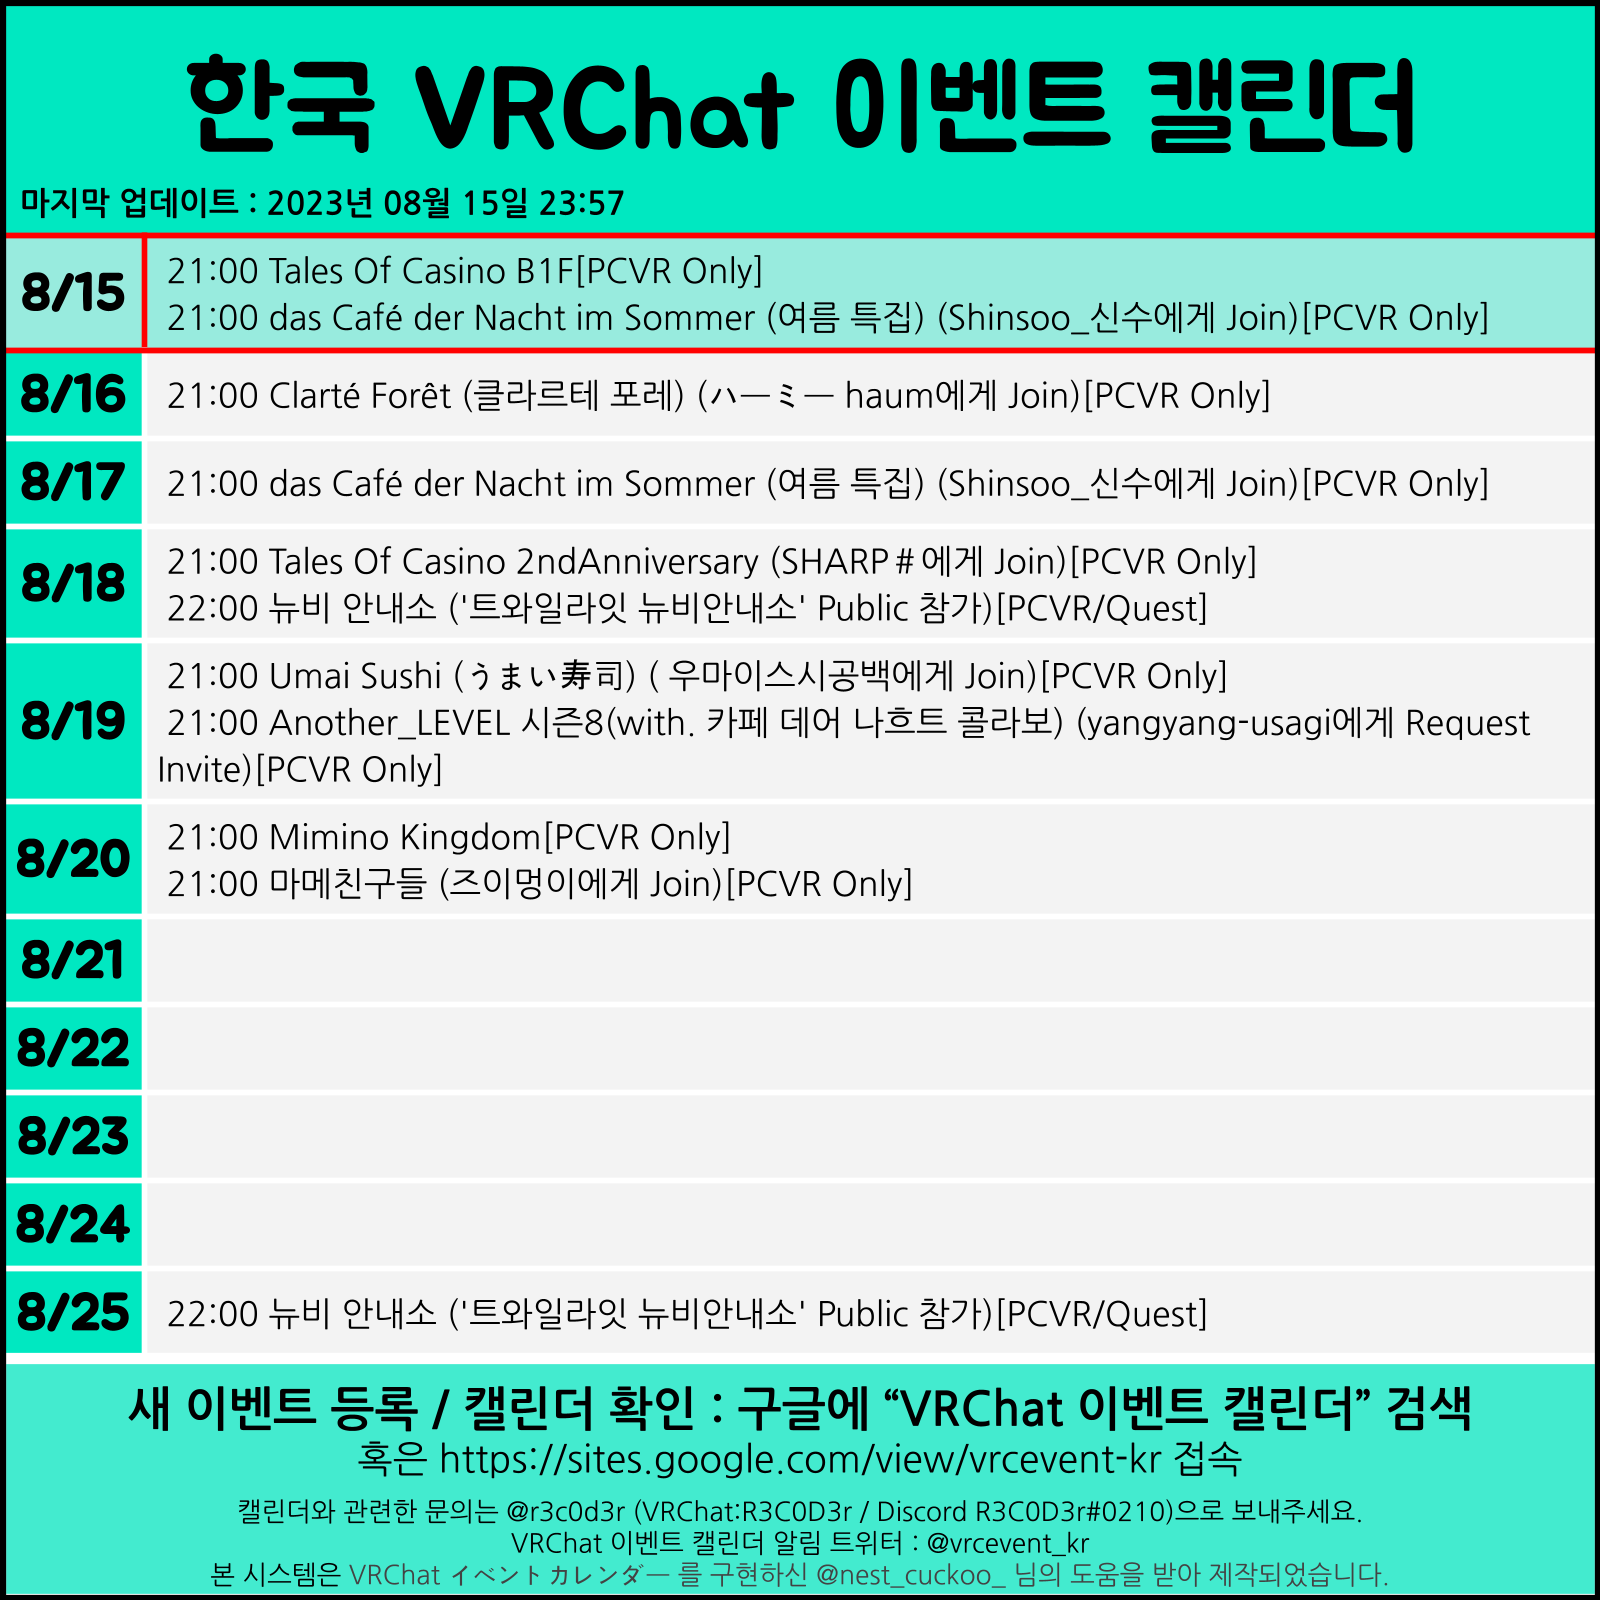 한국 VRChat 이벤트 캘린더
마지막 업데이트 : 2023년 08월 15일 23:57
8/15
21:00 Tales Of Casino B1F[PCVR Only]
21:00 das Café der Nacht im Sommer (여름 특집) (Shinsoo_신수에게 Join)[PCVR Only]
8/16
21:00 Clarté Forêt (클라르테 포레) (ハーミー haum에게 Join)[PCVR Only]
8/17
21:00 das Café der Nacht im Sommer (여름 특집) (Shinsoo_신수에게 Join)[PCVR Only]
8/18
21:00 Tales Of Casino 2ndAnniversary (SHARP＃에게 Join)[PCVR Only]
22:00 뉴비 안내소 ('트와일라잇 뉴비안내소' Public 참가)[PCVR/Quest]
8/19
21:00 Umai Sushi (うまい寿司) ( 우마이스시공백에게 Join)[PCVR Only]
21:00 Another_LEVEL 시즌8(with. 카페 데어 나흐트 콜라보) (yangyang-usagi에게 Request
Invite)[PCVR Only]
8/20
21:00 Mimino Kingdom[PCVR Only]
21:00 마메친구들 (즈이멍이에게 Join)[PCVR Only]
8/21
8/22
8/23
8/24
8/25
22:00 뉴비 안내소 ('트와일라잇 뉴비안내소' Public 참가)[PCVR/Quest]
새 이벤트 등록 / 캘린더 확인 : 구글에 “VRChat 이벤트 캘린더” 검색
혹은 https://sites.google.com/view/vrcevent-kr 접속
캘린더와 관련한 문의는 @r3c0d3r (VRChat:R3C0D3r / Discord R3C0D3r#0210)으로 보내주세요.
VRChat 이벤트 캘린더 알림 트위터 : @vrcevent_kr
본 시스템은 VRChat イベントカレンダー 를 구현하신 @nest_cuckoo_ 님의 도움을 받아 제작되었습니다.